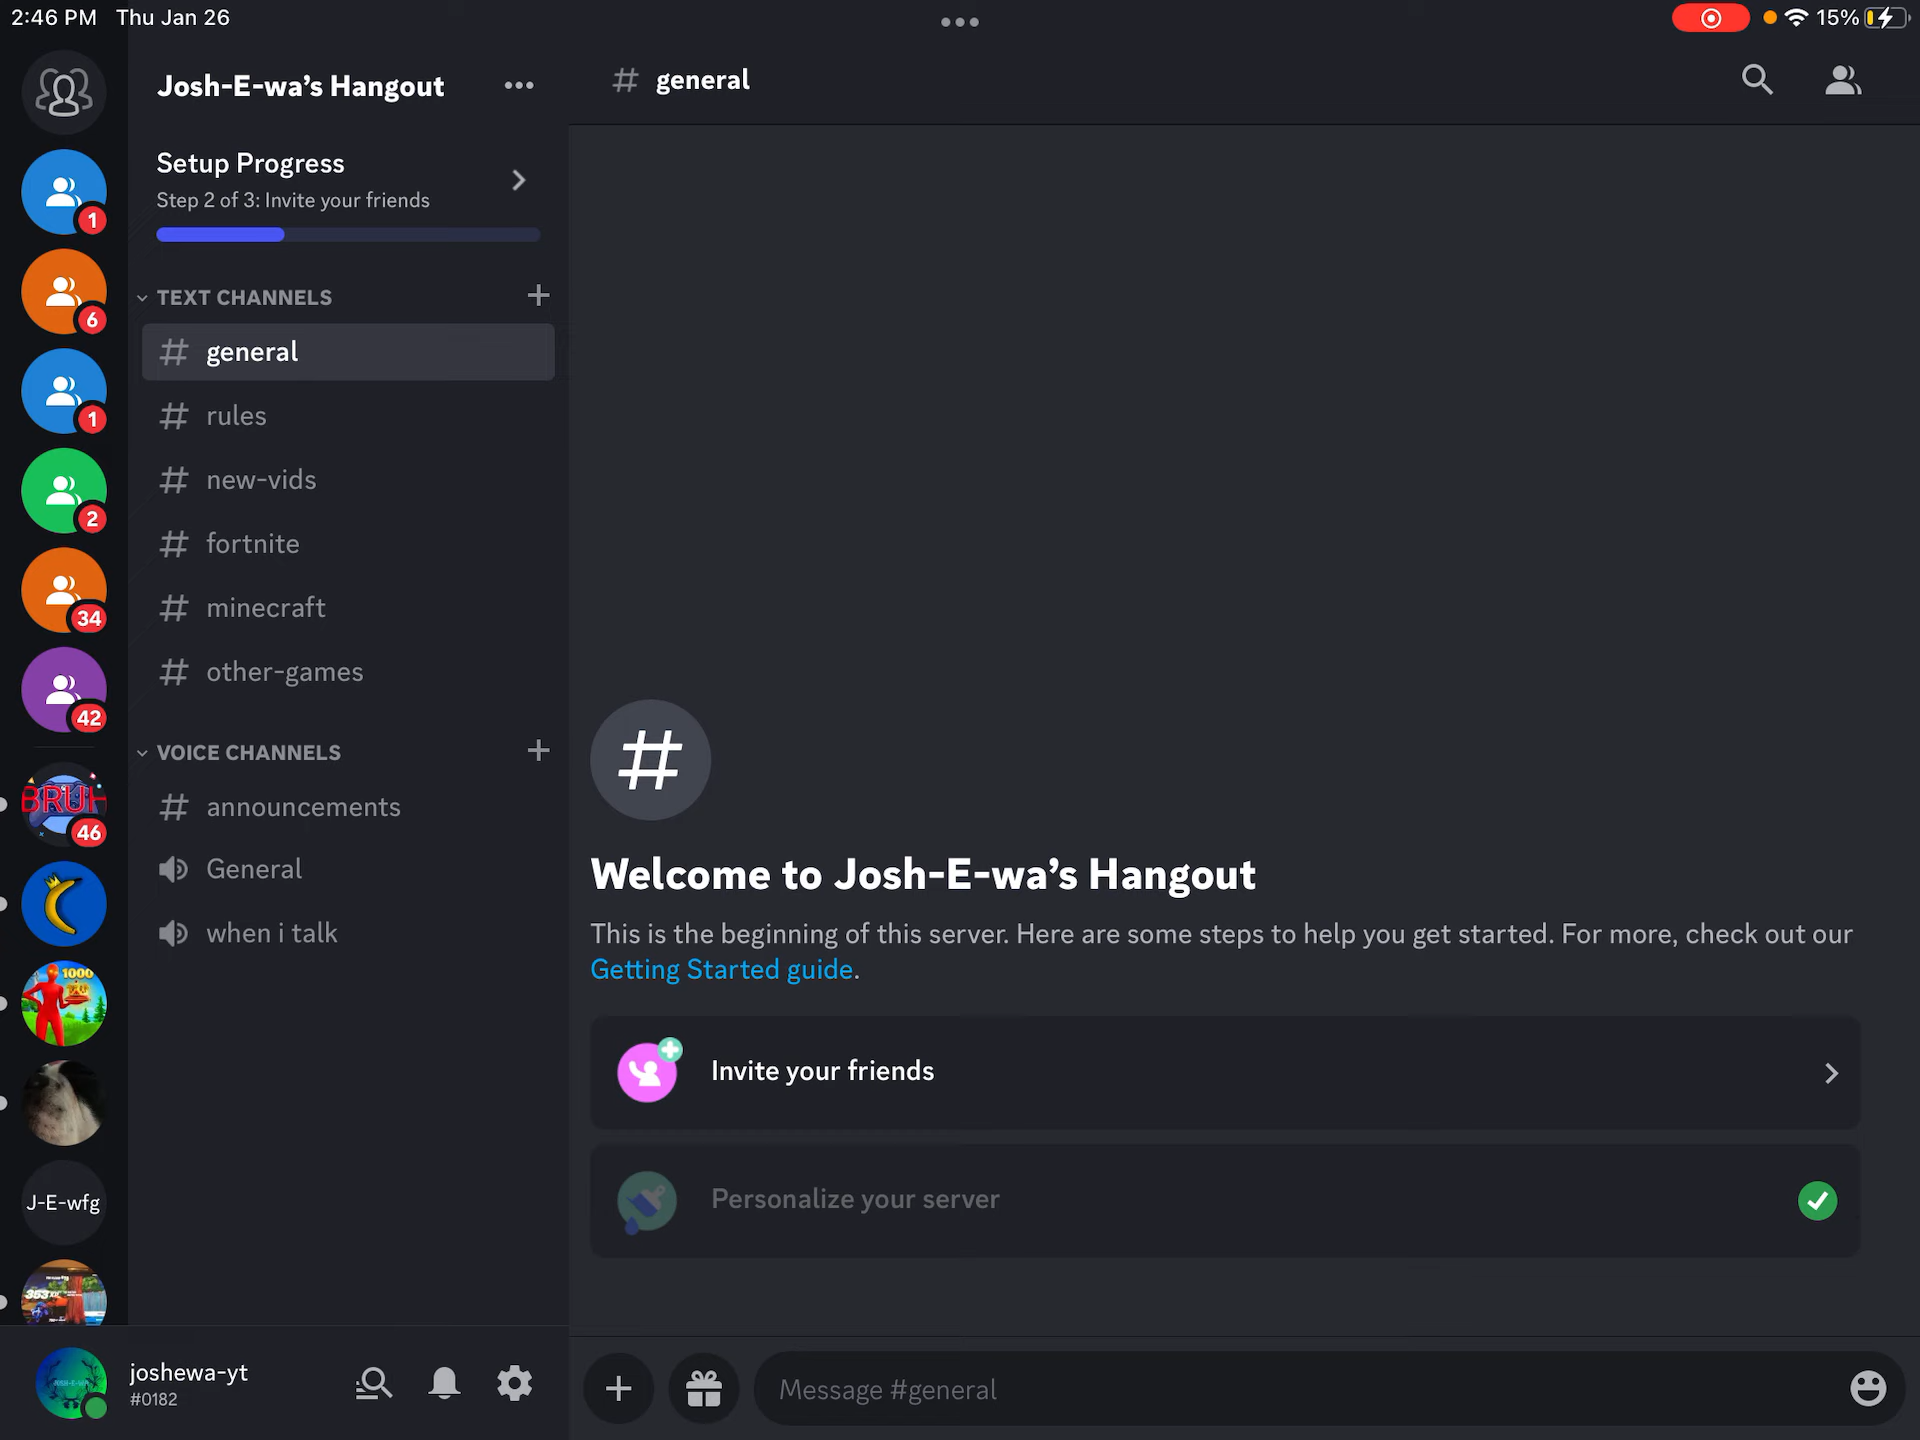 2:46 PM Thu Jan 26
15%
1
6
1
2
34
42
BRUH
46
1000
J-E-wfg
353
Josh-E-wa’s Hangout
Setup Progress
Step 2 of 3: Invite your friends
TEXT CHANNELS
general
rules
new-vids
fortnite
minecraft
other-games
VOICE CHANNELS
announcements
General
when i talk
joshewa-yt
#0182
general
Welcome to Josh-E-wa’s Hangout
This is the beginning of this server. Here are some steps to help you get started. For more, check out our
Getting Started guide.
Invite your friends
Personalize your server
Message #general